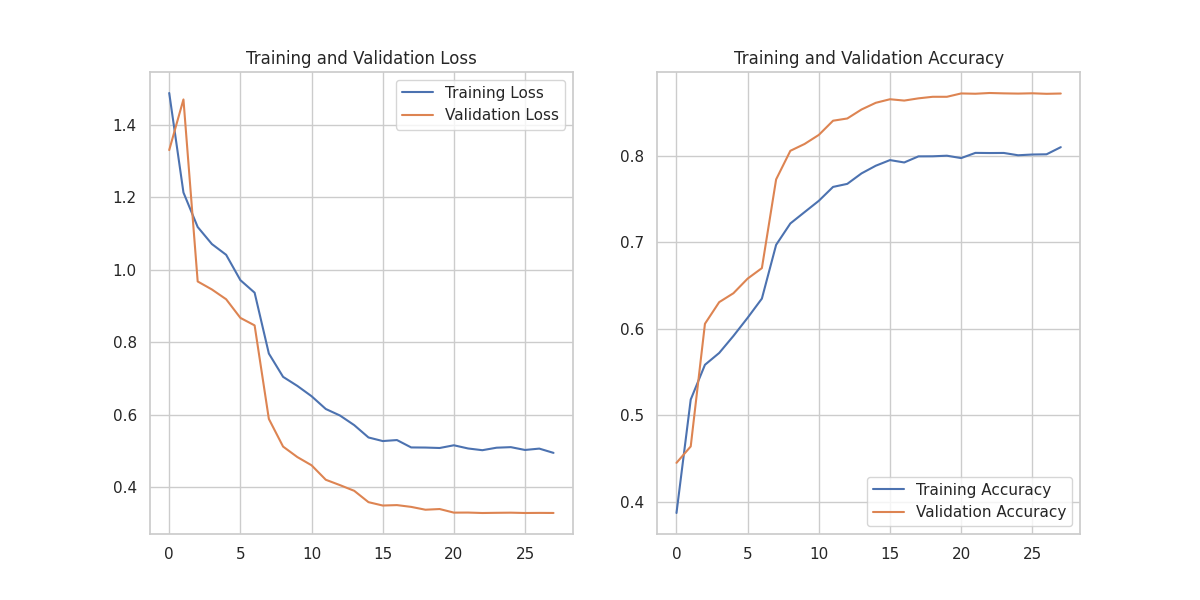 Training and Validation Loss
Training Loss
Validation Loss
1.4
1.2
1.0
0.8
0.6
0.4
0 5 10 15 20 25
Training and Validation Accuracy
0.8
0.7
0.6
0.5
0.4
Training Accuracy
Validation Accuracy
0 5 10 15 20 25